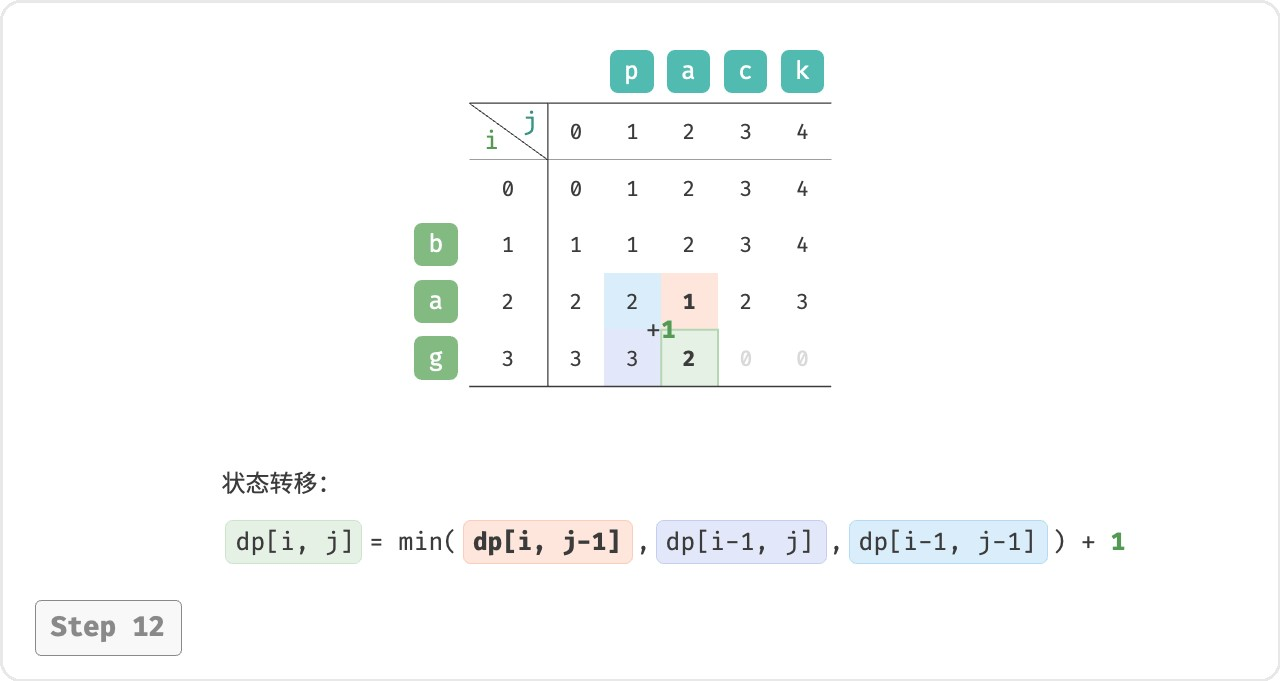 p a c k
j
i
0 1 2 3 4
0 0 1 2 3 4
b 1 1 1 2 3 4
a 2 2 2 1 2 3
+1
g 3 3 3 2 0 0
状态转移：
dp[i, j] = min( dp[i, j-1] , dp[i-1, j] , dp[i-1, j-1] ) + 1
Step 12